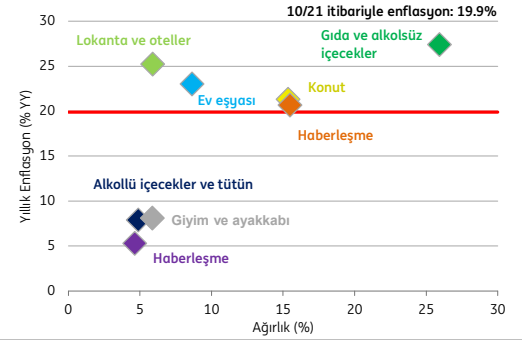 10/21 itibariyle enflasyon: 19.9%
30
25
20
15
10
5
0
Yıllık Enflasyon (% YY)
Lokanta ve oteller
Gıda ve alkolsüz
içecekler
Ev eşyası
Konut
Haberleşme
Alkollü içecekler ve tütün
Giyim ve ayakkabı
Haberleşme
0 5 10 15 20 25 30
Ağırlık (%)